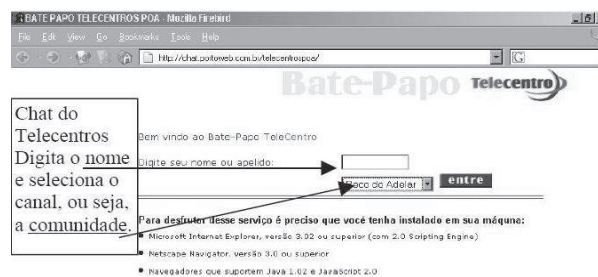 BATE PAPO TELECENTROS POA - Mozilla Firebird
File Edit View Go Bookmarks Tools Help
http://chat.portoweb.com.br/telecentrospoa/
G
Bate-Papo Telecentro
Chat do
Telecentros
Digita o nome
e seleciona o
canal, ou seja,
a comunidade.
Bem vindo ao Bate-Papo TeleCentro
Digite seu nome ou apelido:
Beco do Adelar entre
Para desfrutar desse serviço é preciso que você tenha instalado em sua máquina:
Microsoft Internet Explorer, versão 3.02 ou superior (com 2.0 Scripting Engine)
Netscape Navigator, versão 3.0 ou superior
Navegadores que suportem Java 1.02 e JavaScript 2.0